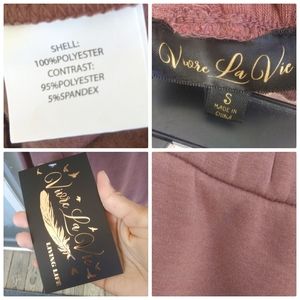 SHELL:
100%POLYESTER
CONTRAST:
95%POLYESTER
5%SPANDEX
Vivre La Vie
S
MADE IN
CHINA
Vivre La Vie
LIVING LIFE